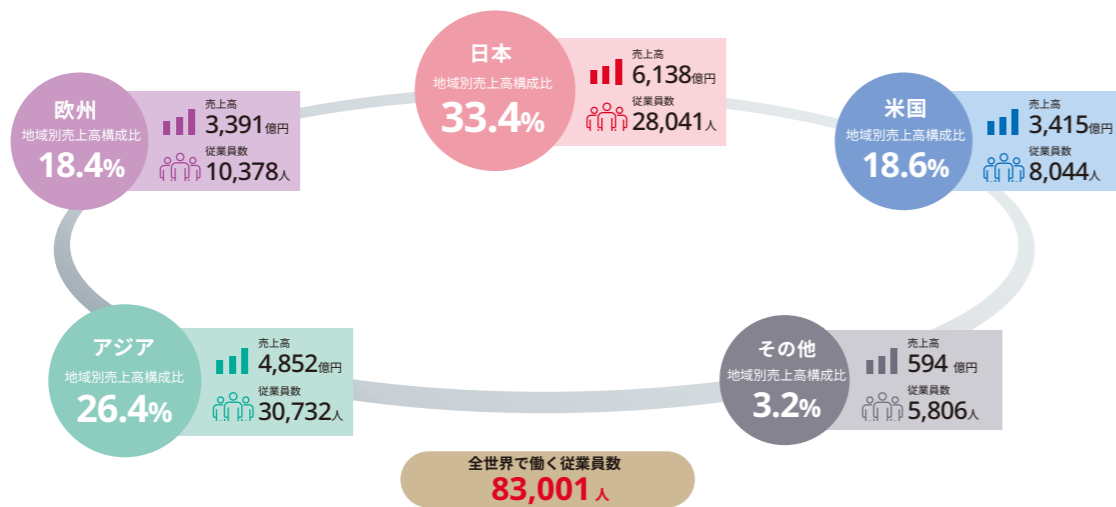 日本
地域別売上高構成比
33.4%
売上高
6,138億円
従業員数
28,041人
欧州
地域別売上高構成比
18.4%
売上高
3,391億円
従業員数
10,378人
米国
地域別売上高構成比
18.6%
売上高
3,415億円
従業員数
8,044人
アジア
地域別売上高構成比
26.4%
売上高
4,852億円
従業員数
30,732人
その他
地域別売上高構成比
3.2%
売上高
594 億円
従業員数
5,806人
全世界で働く従業員数
83,001 人